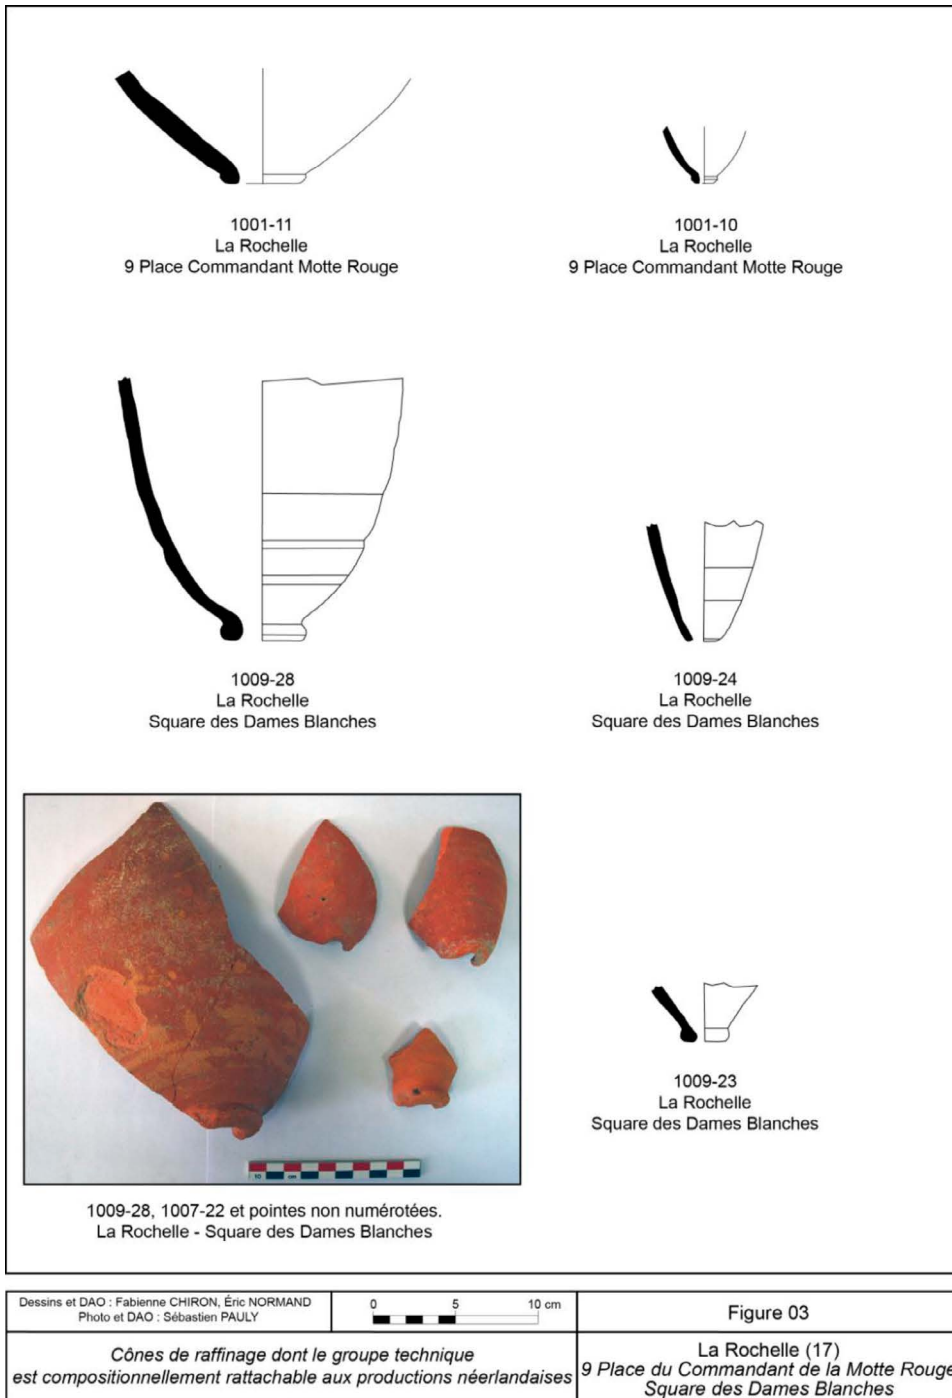 1001-11
La Rochelle
9 Place Commandant Motte Rouge
1001-10
La Rochelle
9 Place Commandant Motte Rouge
1009-28
La Rochelle
Square des Dames Blanches
1009-24
La Rochelle
Square des Dames Blanches
10 cm
1009-23
La Rochelle
Square des Dames Blanches
1009-28, 1007-22 et pointes non numérotées.
La Rochelle - Square des Dames Blanches
Dessins et DAO : Fabienne CHIRON, Éric NORMAND
Photo et DAO : Sébastien PAULY
0 5 10 cm
Figure 03
Cônes de raffinage dont le groupe technique
est compositionnellement rattachable aux productions néerlandaises
La Rochelle (17)
9 Place du Commandant de la Motte Rouge
Square des Dames Blanches